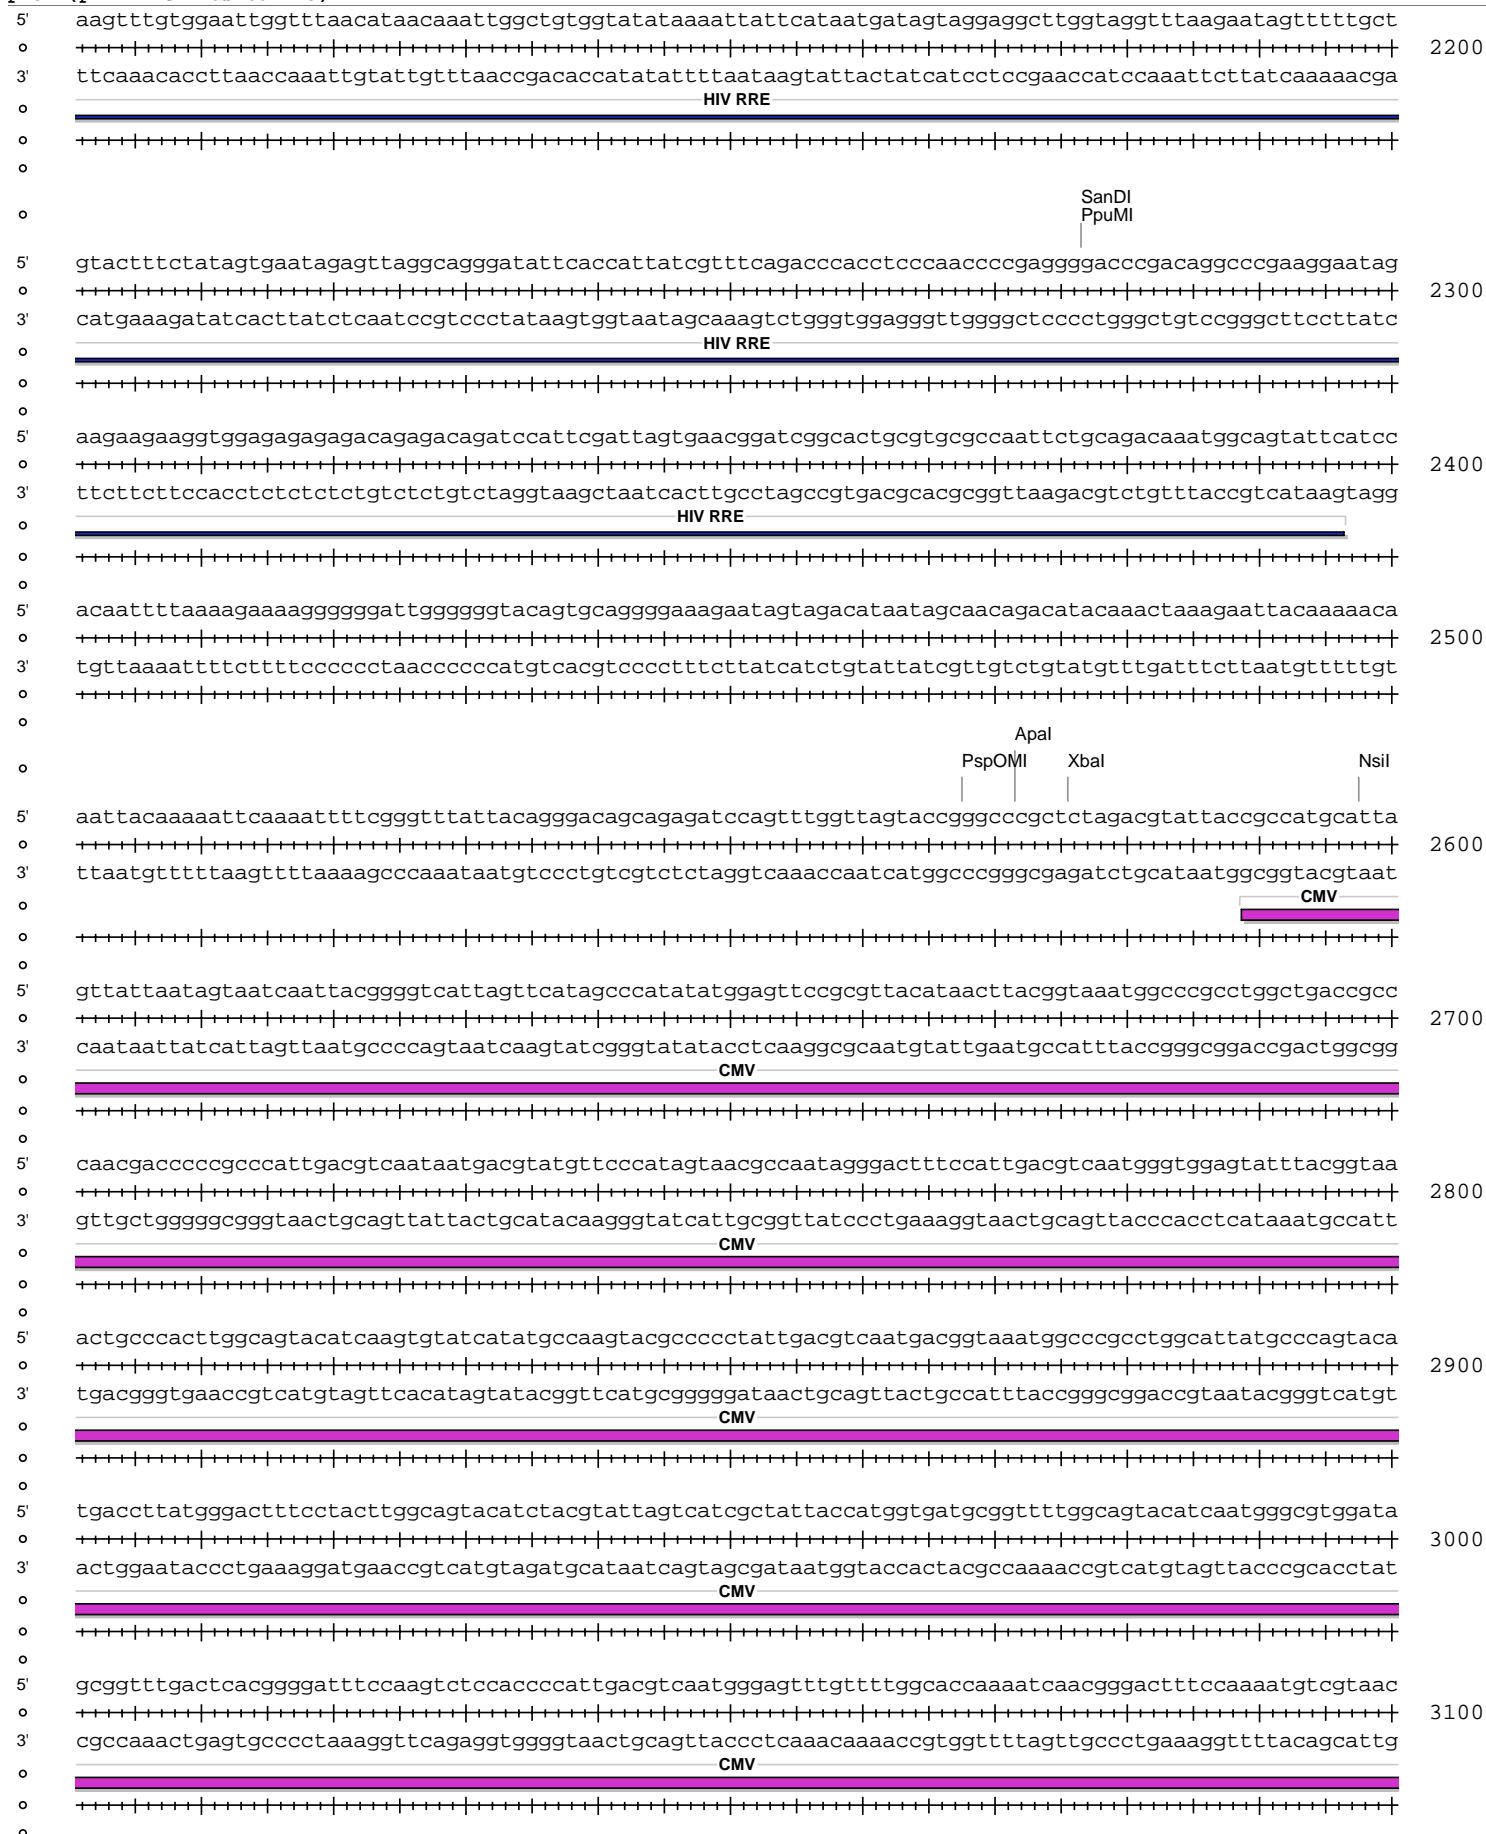 5' aagtttgtggaattggtttaacataacaaattggctgtggtatataaaattattcataatgatagtaggaggcttggtaggtttaagaatagtttttgct
2200
3' ttcaaacaccttaaccaaattgtattgtttaaccgacaccatatattttaataagtattactatcatcctccgaaccatccaaattcttatcaaaaacga
HIV RRE
SanDI
PpuMI
5' gtactttctatagtgaatagagttaggcagggatattcaccattatcgtttcagacccacctcccaaccccgaggggacccgacaggcccgaaggaatag
2300
3' catgaaagatatcacttatctcaatccgtccctataagtggtaatagcaaagtctgggtggagggttggggctcccctgggctgtccgggcttccttatc
HIV RRE
5' aagaagaaggtggagagagagacagagacagatccattcgattagtgaacggatcggcactgcgtgcgccaattctgcagacaaatggcagtattcatcc
2400
3' ttcttcttccacctctctctctgtctctgtctaggtaagctaatcacttgcctagccgtgacgcacgcggttaagacgtctgtttaccgtcataagtagg
HIV RRE
5' acaattttaaaagaaaaggggggattggggggtacagtgcaggggaaagaatagtagacataatagcaacagacatacaaactaaagaattacaaaaaca
2500
3' tgttaaaattttcttttcccccctaaccccccatgtcacgtcccctttcttatcatctgtattatcgttgtctgtatgtttgatttcttaatgtttttgt
ApaI
PspOMI XbaI NsiI
5' aattacaaaaattcaaaattttcgggtttattacagggacagcagagatccagtttggttagtaccgggcccgctctagacgtattaccgccatgcatta
2600
3' ttaatgtttttaagttttaaaagcccaaataatgtccctgtcgtctctaggtcaaaccaatcatggcccgggcgagatctgcataatggcggtacgtaat
CMV
5' gttattaatagtaatcaattacggggtcattagttcatagcccatatatggagttccgcgttacataacttacggtaaatggcccgcctggctgaccgcc
2700
3' caataattatcattagttaatgccccagtaatcaagtatcgggtatatacctcaaggcgcaatgtattgaatgccatttaccgggcggaccgactggcgg
CMV
5' caacgacccccgcccattgacgtcaataatgacgtatgttcccatagtaacgccaatagggactttccattgacgtcaatgggtggagtatttacggtaa
2800
3' gttgctgggggcgggtaactgcagttattactgcatacaagggtatcattgcggttatccctgaaaggtaactgcagttacccacctcataaatgccatt
CMV
5' actgcccacttggcagtacatcaagtgtatcatatgccaagtacgccccctattgacgtcaatgacggtaaatggcccgcctggcattatgcccagtaca
2900
3' tgacgggtgaaccgtcatgtagttcacatagtatacggttcatgcgggggataactgcagttactgccatttaccgggcggaccgtaatacgggtcatgt
CMV
5' tgaccttatgggactttcctacttggcagtacatctacgtattagtcatcgctattaccatggtgatgcggttttggcagtacatcaatgggcgtggata
3000
3' actggaataccctgaaaggatgaaccgtcatgtagatgcataatcagtagcgataatggtaccactacgccaaaaccgtcatgtagttacccgcacctat
CMV
5' gcggtttgactcacggggatttccaagtctccaccccattgacgtcaatgggagtttgttttggcaccaaaatcaacgggactttccaaaatgtcgtaac
3100
3' cgccaaactgagtgcccctaaaggttcagaggtggggtaactgcagttaccctcaaacaaaaccgtggttttagttgccctgaaaggttttacagcattg
CMV